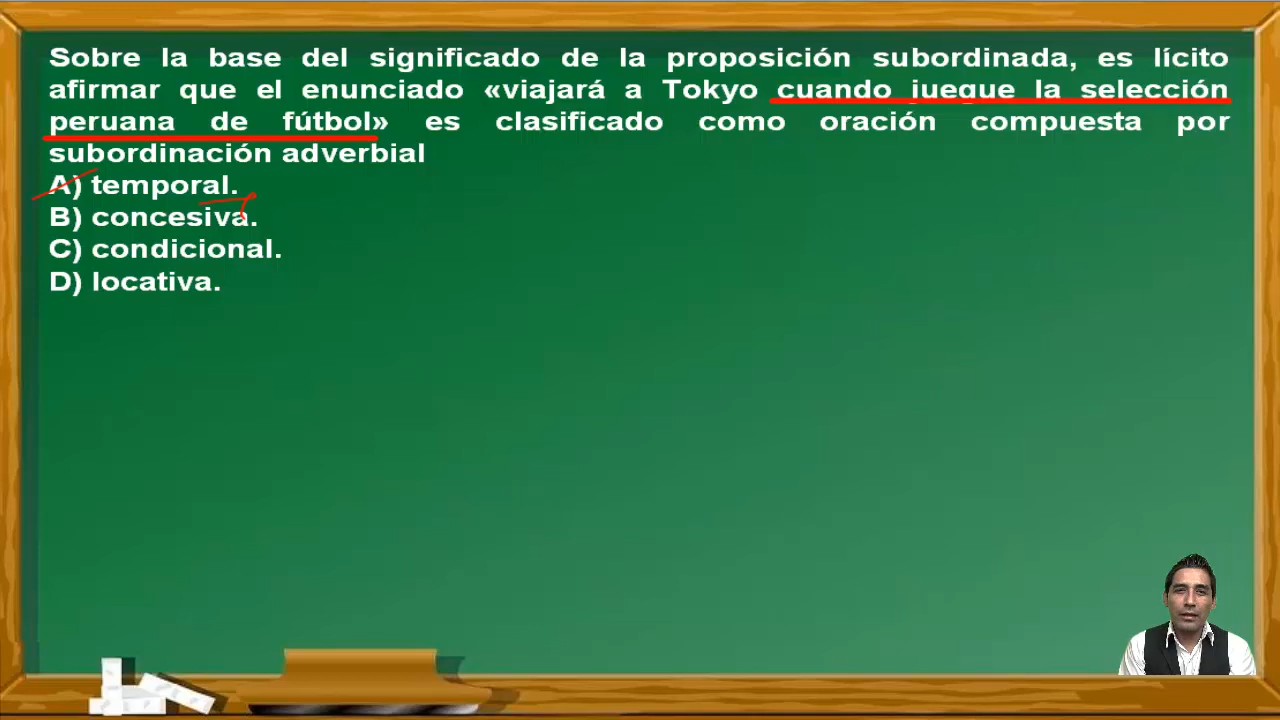 Sobre la base del significado de la proposición subordinada, es lícito
afirmar que el enunciado «viajará a Tokyo cuando juegue la selección
peruana de fútbol» es clasificado como oración compuesta por
subordinación adverbial
A) temporal.
B) concesiva.
C) condicional.
D) locativa.